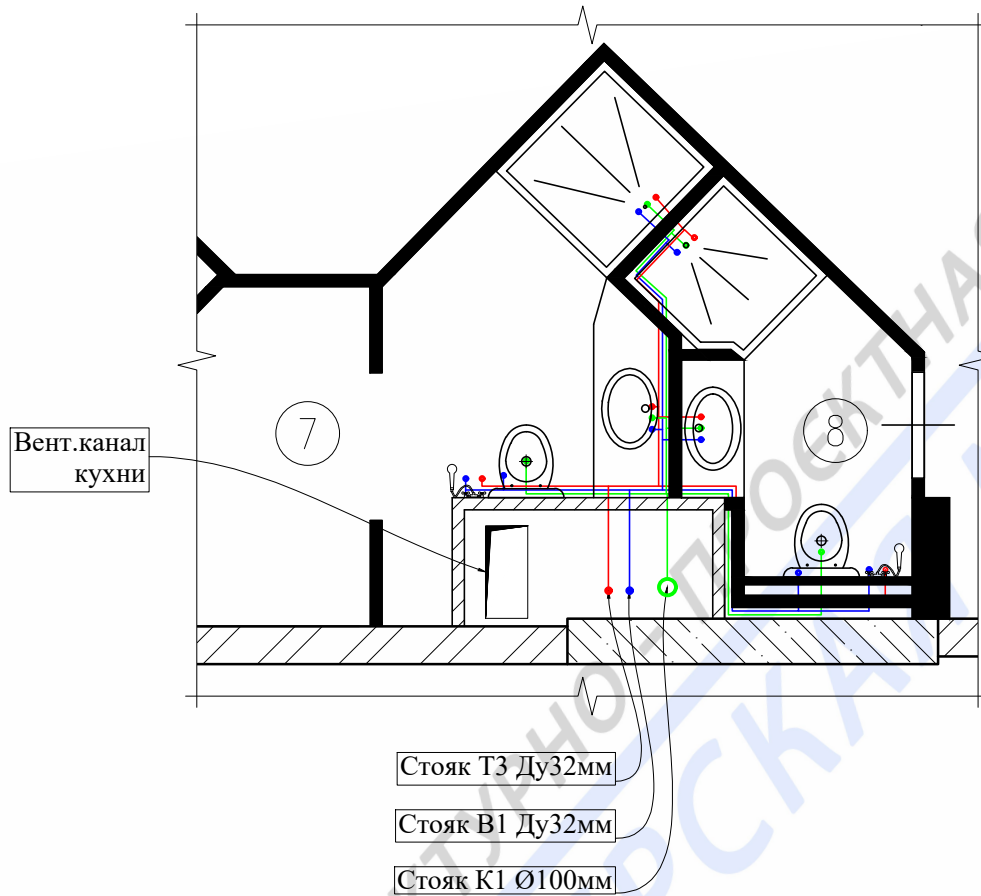 7
8
Вент.канал
кухни
Стояк Т3 Ду32мм
Стояк В1 Ду32мм
Стояк К1 Ø100мм